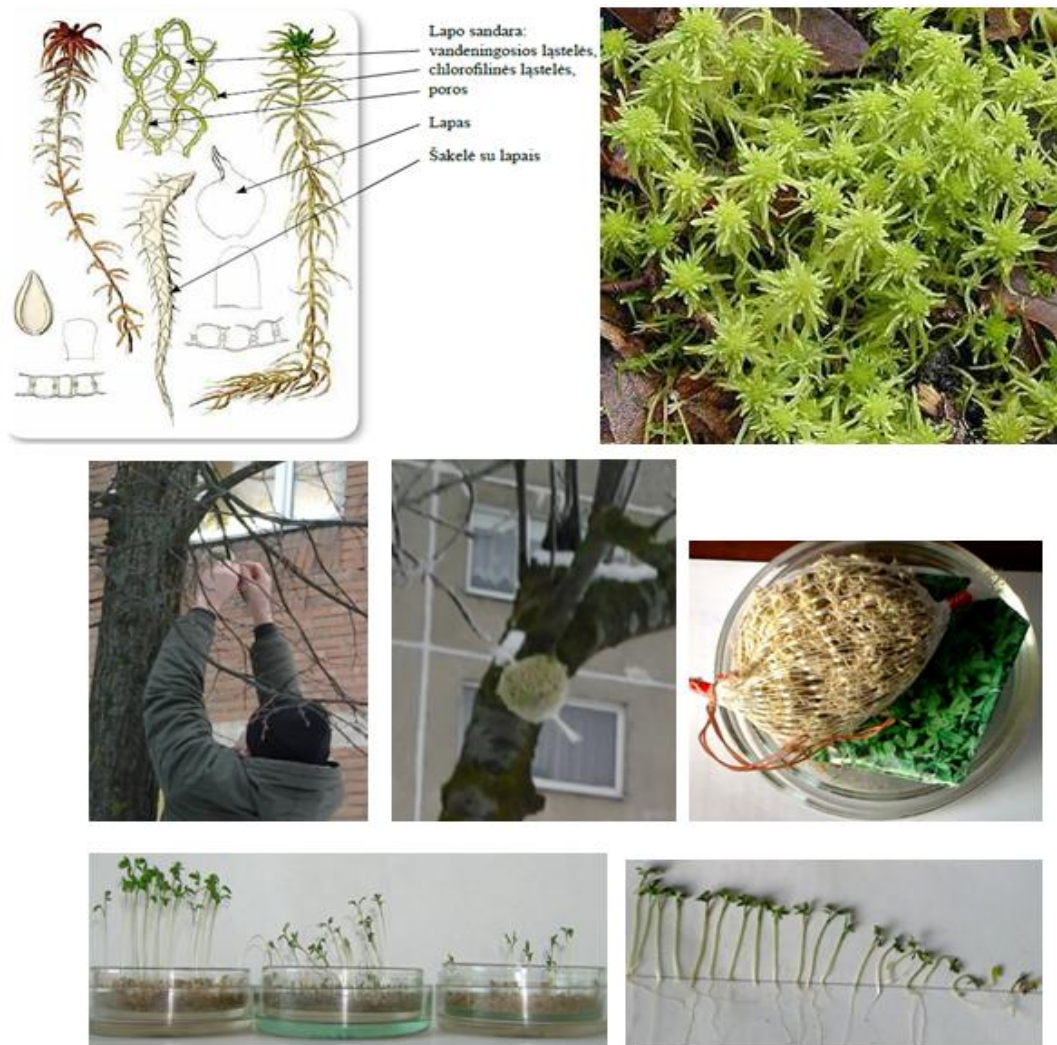 Lapo sandara:
vandeningosios ląstelės,
chlorofilinės ląstelės,
poros
Lapas
Šakelė su lapais